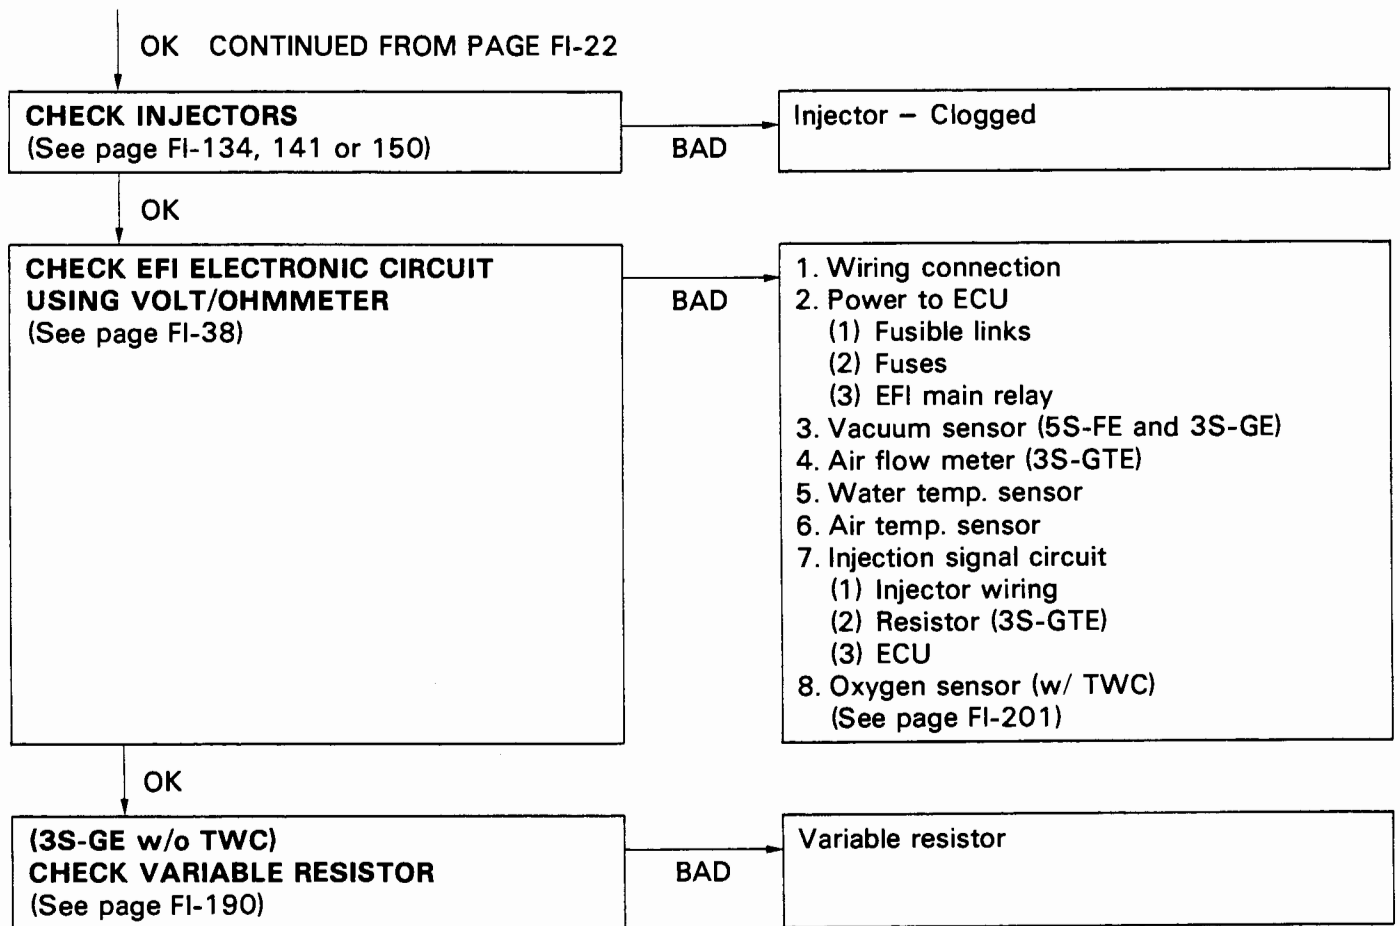 OK CONTINUED FROM PAGE FI-22
CHECK INJECTORS
(See page FI-134, 141 or 150)
BAD
Injector – Clogged
OK
CHECK EFI ELECTRONIC CIRCUIT
USING VOLT/OHMMETER
(See page FI-38)
BAD
1. Wiring connection
2. Power to ECU
(1) Fusible links
(2) Fuses
(3) EFI main relay
3. Vacuum sensor (5S-FE and 3S-GE)
4. Air flow meter (3S-GTE)
5. Water temp. sensor
6. Air temp. sensor
7. Injection signal circuit
(1) Injector wiring
(2) Resistor (3S-GTE)
(3) ECU
8. Oxygen sensor (w/ TWC)
(See page FI-201)
OK
(3S-GE w/o TWC)
CHECK VARIABLE RESISTOR
(See page FI-190)
BAD
Variable resistor